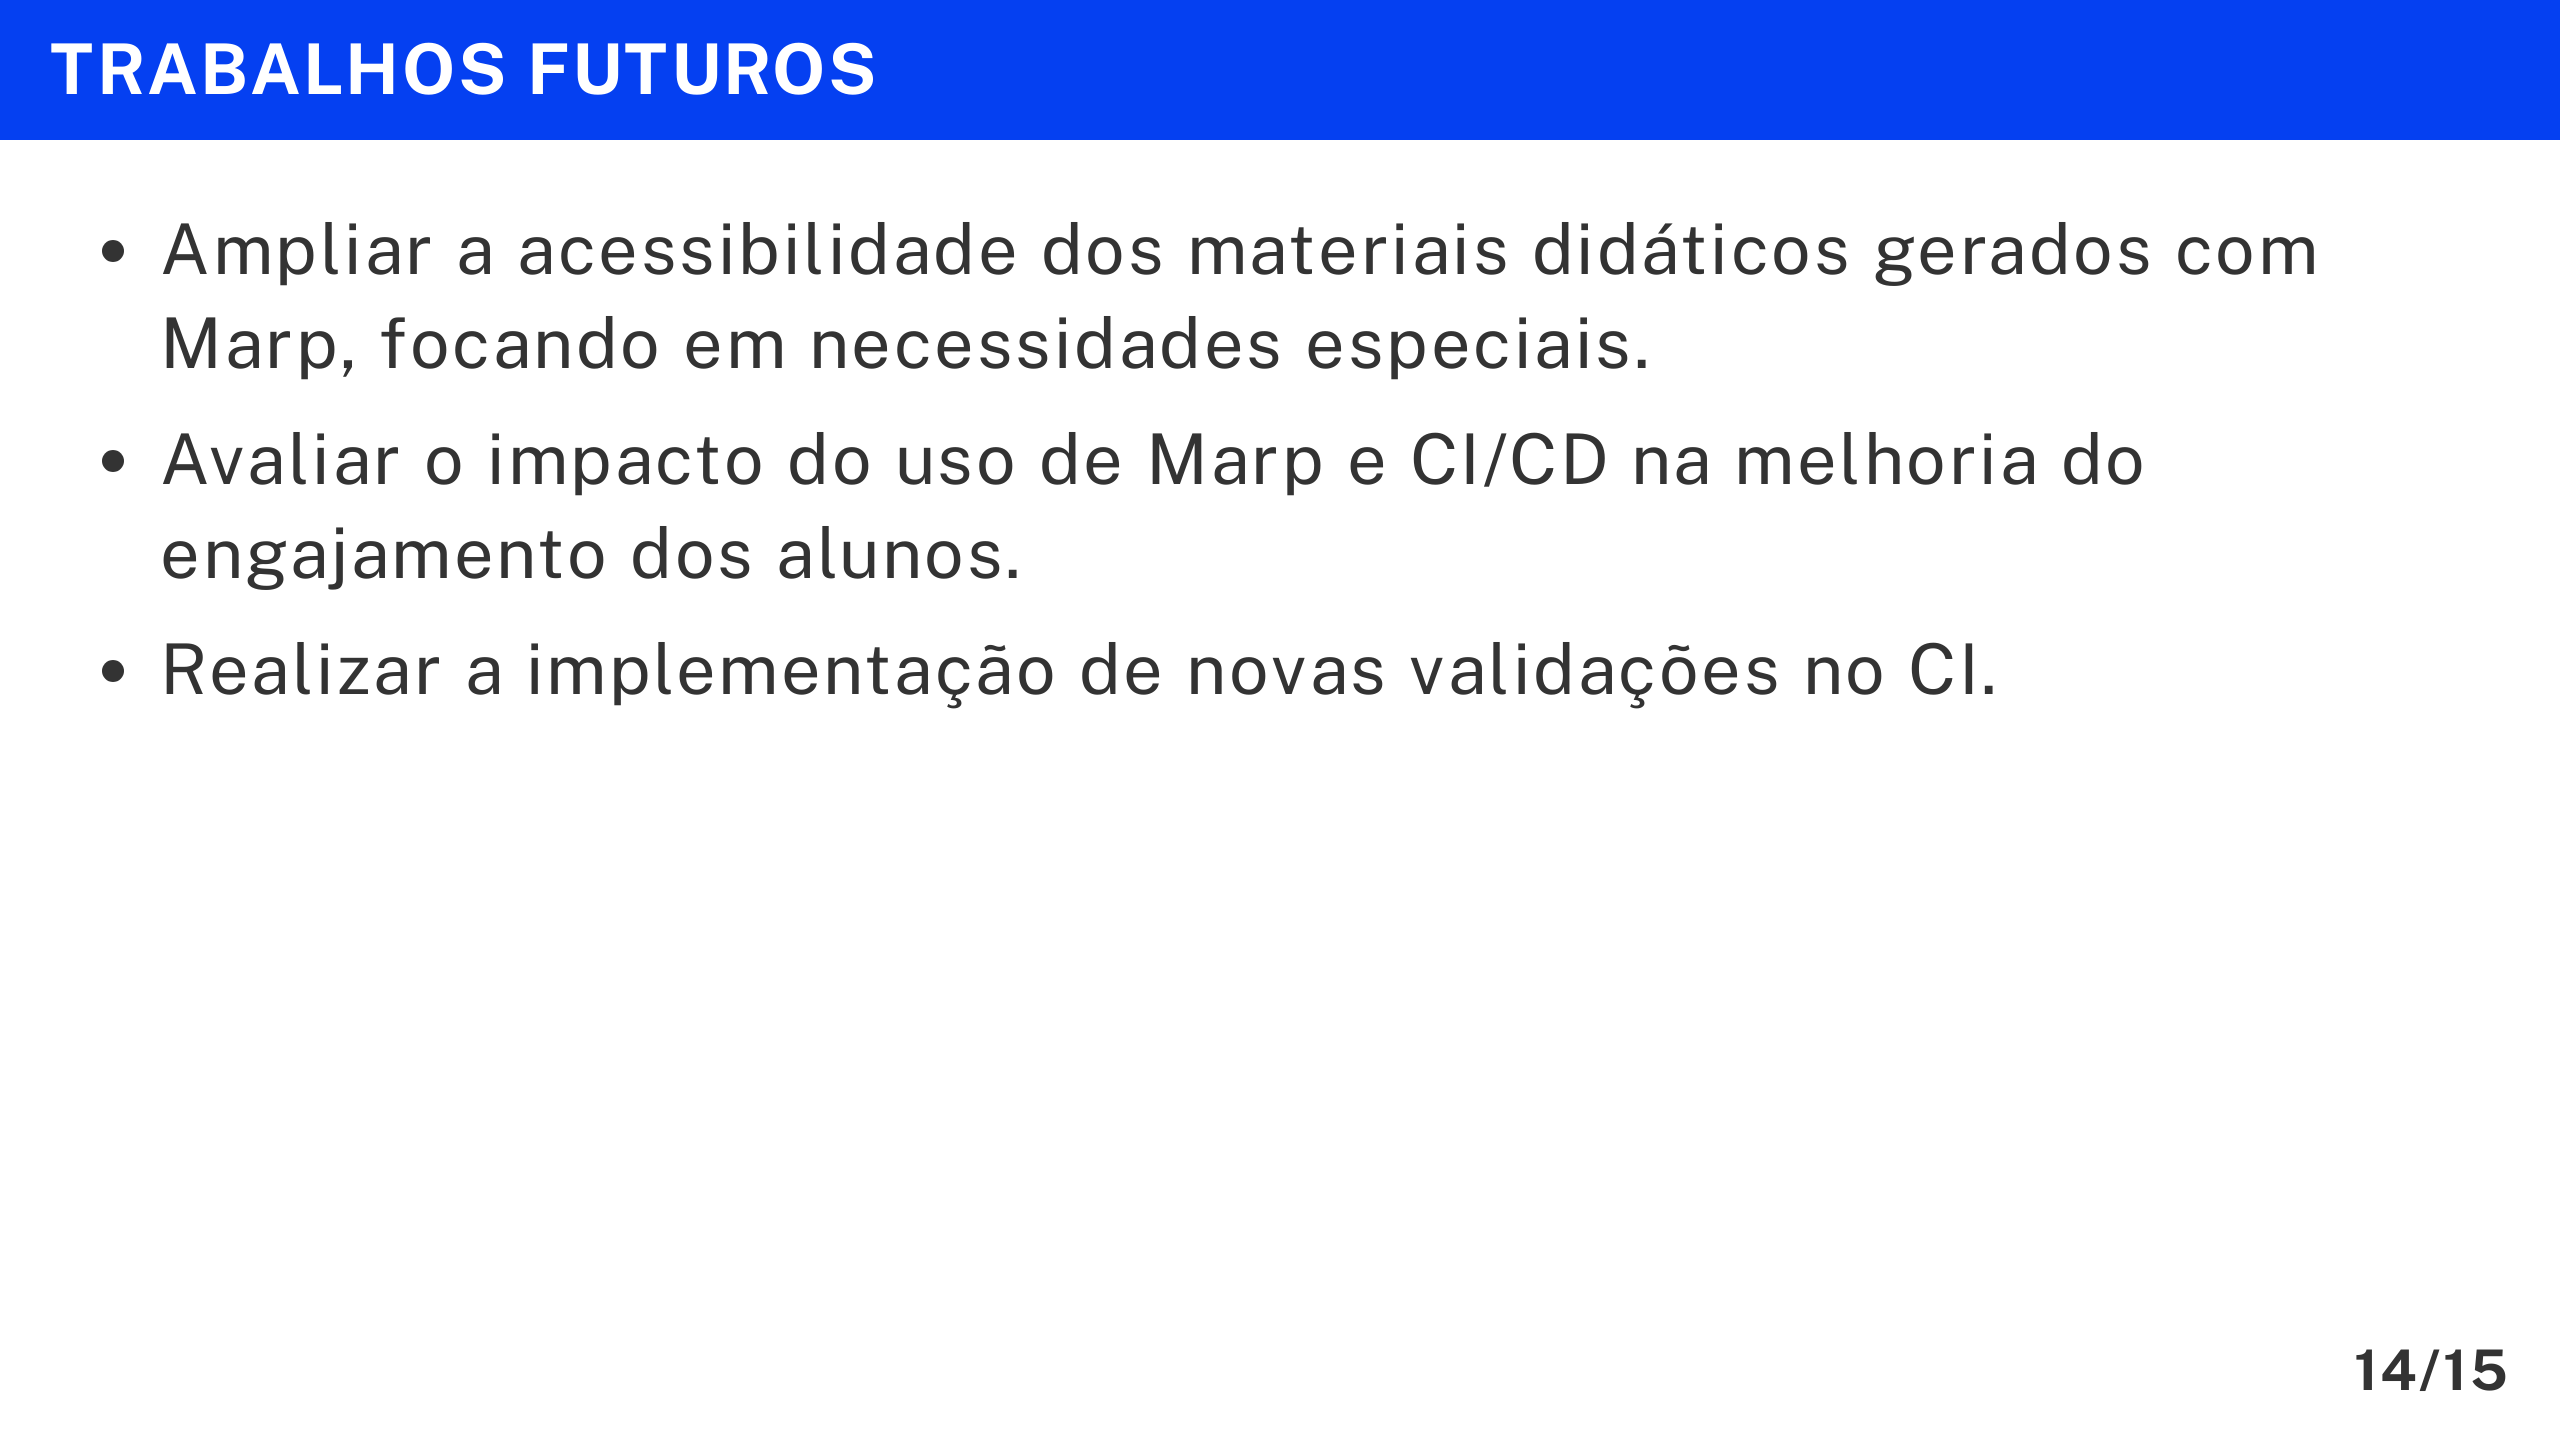 TRABALHOS FUTUROS
• Ampliar a acessibilidade dos materiais didáticos gerados com
Marp, focando em necessidades especiais.
• Avaliar o impacto do uso de Marp e CI/CD na melhoria do
engajamento dos alunos.
• Realizar a implementação de novas validações no CI.
14/15